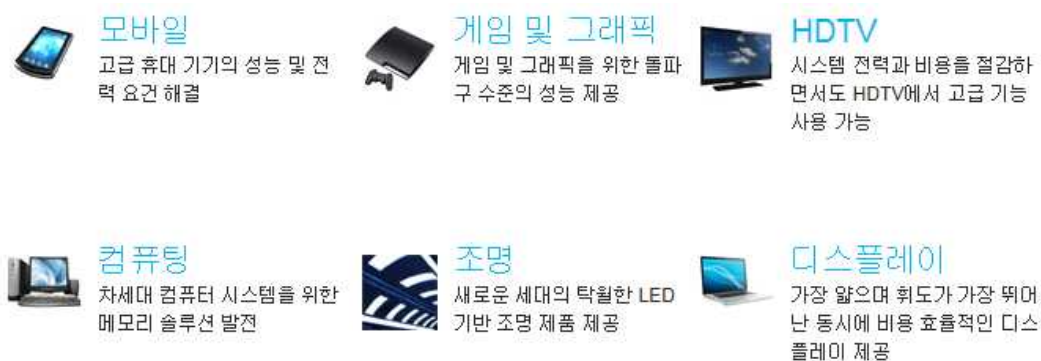 모바일
고급 휴대 기기의 성능 및 전
력 요건 해결
게임 및 그래픽
게임 및 그래픽을 위한 돌파
구 수준의 성능 제공
HDTV
시스템 전력과 비용을 절감하
면서도 HDTV에서 고급 기능
사용 가능
컴퓨팅
차세대 컴퓨터 시스템을 위한
메모리 솔루션 발전
조명
새로운 세대의 탁월한 LED
기반 조명 제품 제공
디스플레이
가장 얇으며 휘도가 가장 뛰어
난 동시에 비용 효율적인 디스
플레이 제공